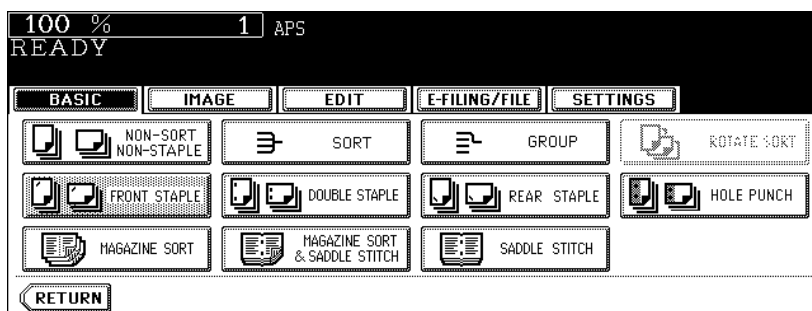 100 % 1 APS
READY
BASIC IMAGE EDIT E-FILING/FILE SETTINGS
NON-SORT
NON-STAPLE
SORT
GROUP
ROTATE SORT
FRONT STAPLE
DOUBLE STAPLE
REAR STAPLE
HOLE PUNCH
MAGAZINE SORT
MAGAZINE SORT
& SADDLE STITCH
SADDLE STITCH
RETURN